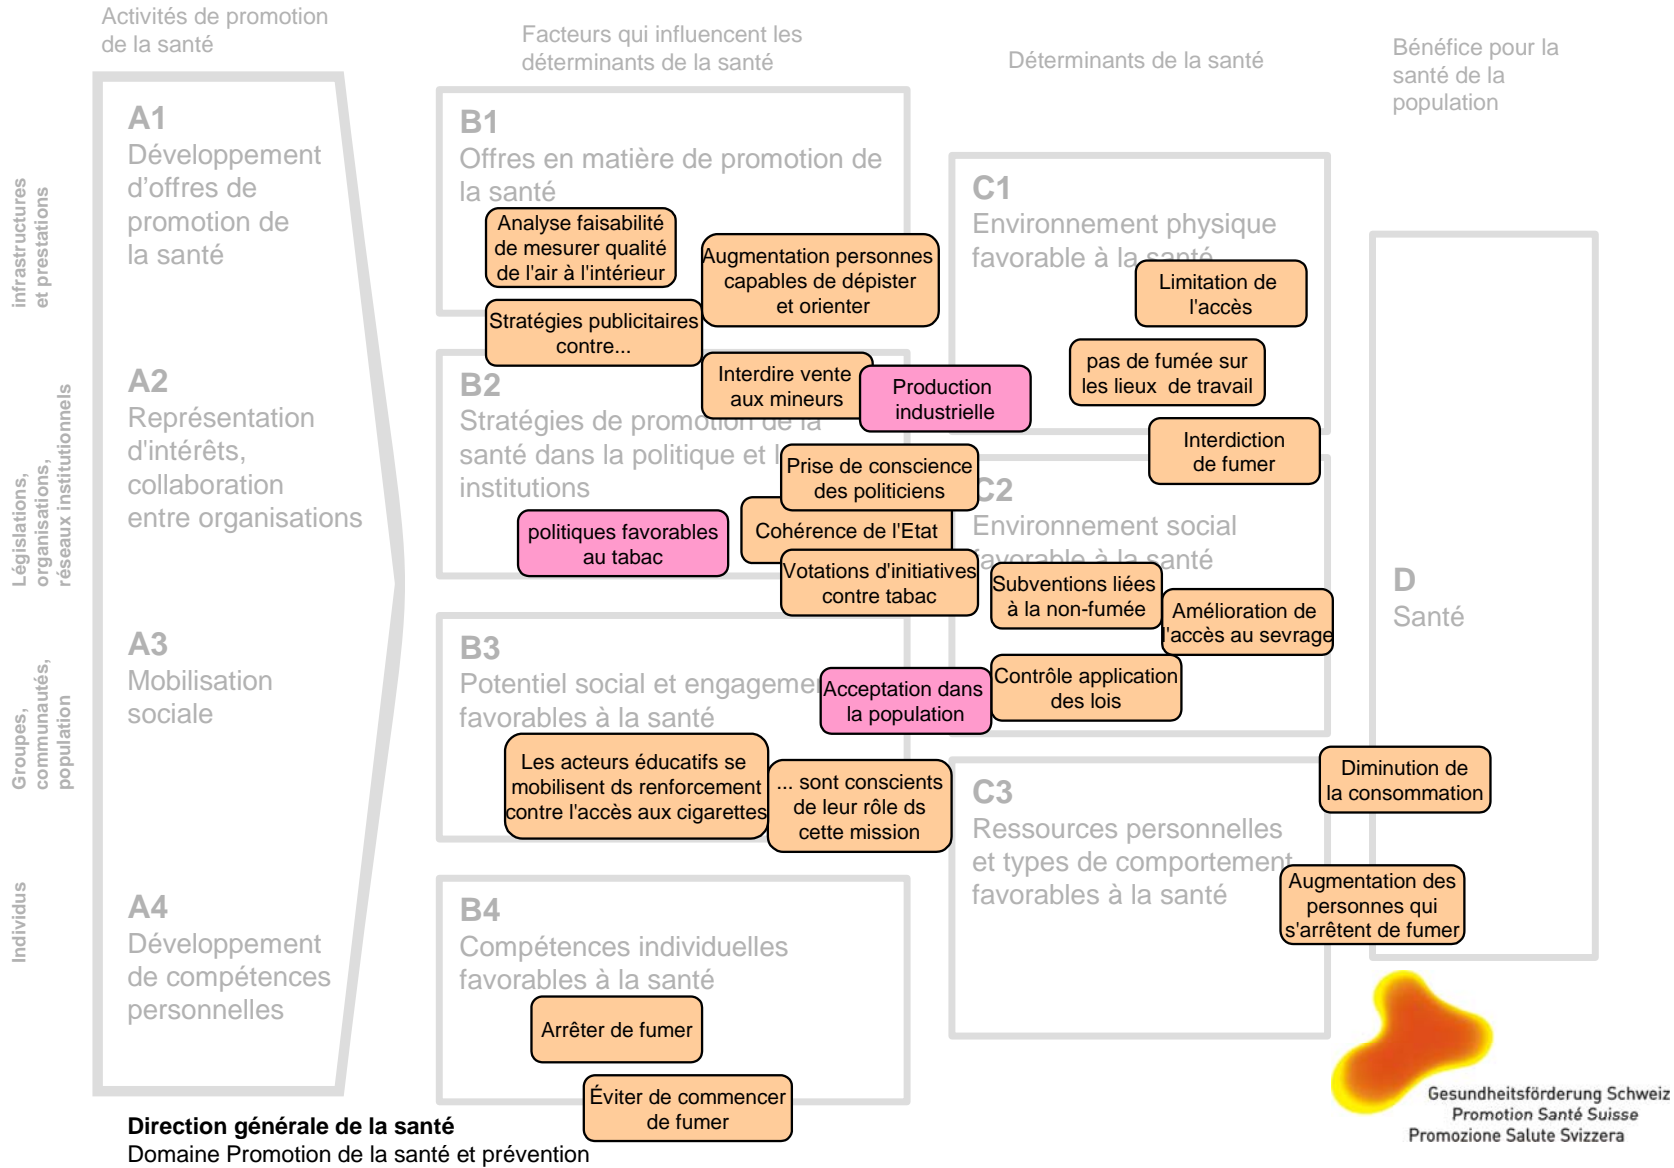 Activités de promotion
de la santé
Facteurs qui influencent les
déterminants de la santé
Déterminants de la santé
Bénéfice pour la
santé de la
population
infrastructures
et prestations
Législations,
organisations,
réseaux institutionnels
Groupes,
communautés,
population
Individus
A1
Développement
d'offres de
promotion de
la santé
A2
Représentation
d'intérêts,
collaboration
entre organisations
A3
Mobilisation
sociale
A4
Développement
de compétences
personnelles
B1
Offres en matière de promotion de
la santé
Analyse faisabilité
de mesurer qualité
de l'air à l'intérieur
Augmentation personnes
capables de dépister
et orienter
Stratégies publicitaires
contre...
B2
Stratégies de promotion de la
santé dans la politique et
institutions
Interdire vente
aux mineurs
Production
industrielle
Prise de conscience
des politiciens
politiques favorables
au tabac
Cohérence de l'Etat
Votations d'initiatives
contre tabac
B3
Potentiel social et engagement
favorables à la santé
Acceptation dans
la population
Les acteurs éducatifs se
mobilisent ds renforcement
contre l'accès aux cigarettes
... sont conscients
de leur rôle ds
cette mission
B4
Compétences individuelles
favorables à la santé
Arrêter de fumer
Éviter de commencer
de fumer
C1
Environnement physique
favorable à la santé
Limitation de
l'accès
pas de fumée sur
les lieux de travail
Interdiction
de fumer
C2
Environnement social
favorable à la santé
Subventions liées
à la non-fumée
Amélioration de
l'accès au sevrage
Contrôle application
des lois
C3
Ressources personnelles
et types de comportement
favorables à la santé
Diminution de
la consommation
Augmentation des
personnes qui
s'arrêtent de fumer
D
Santé
Direction générale de la santé
Domaine Promotion de la santé et prévention
Gesundheitsförderung Schweiz
Promotion Santé Suisse
Promozione Salute Svizzera